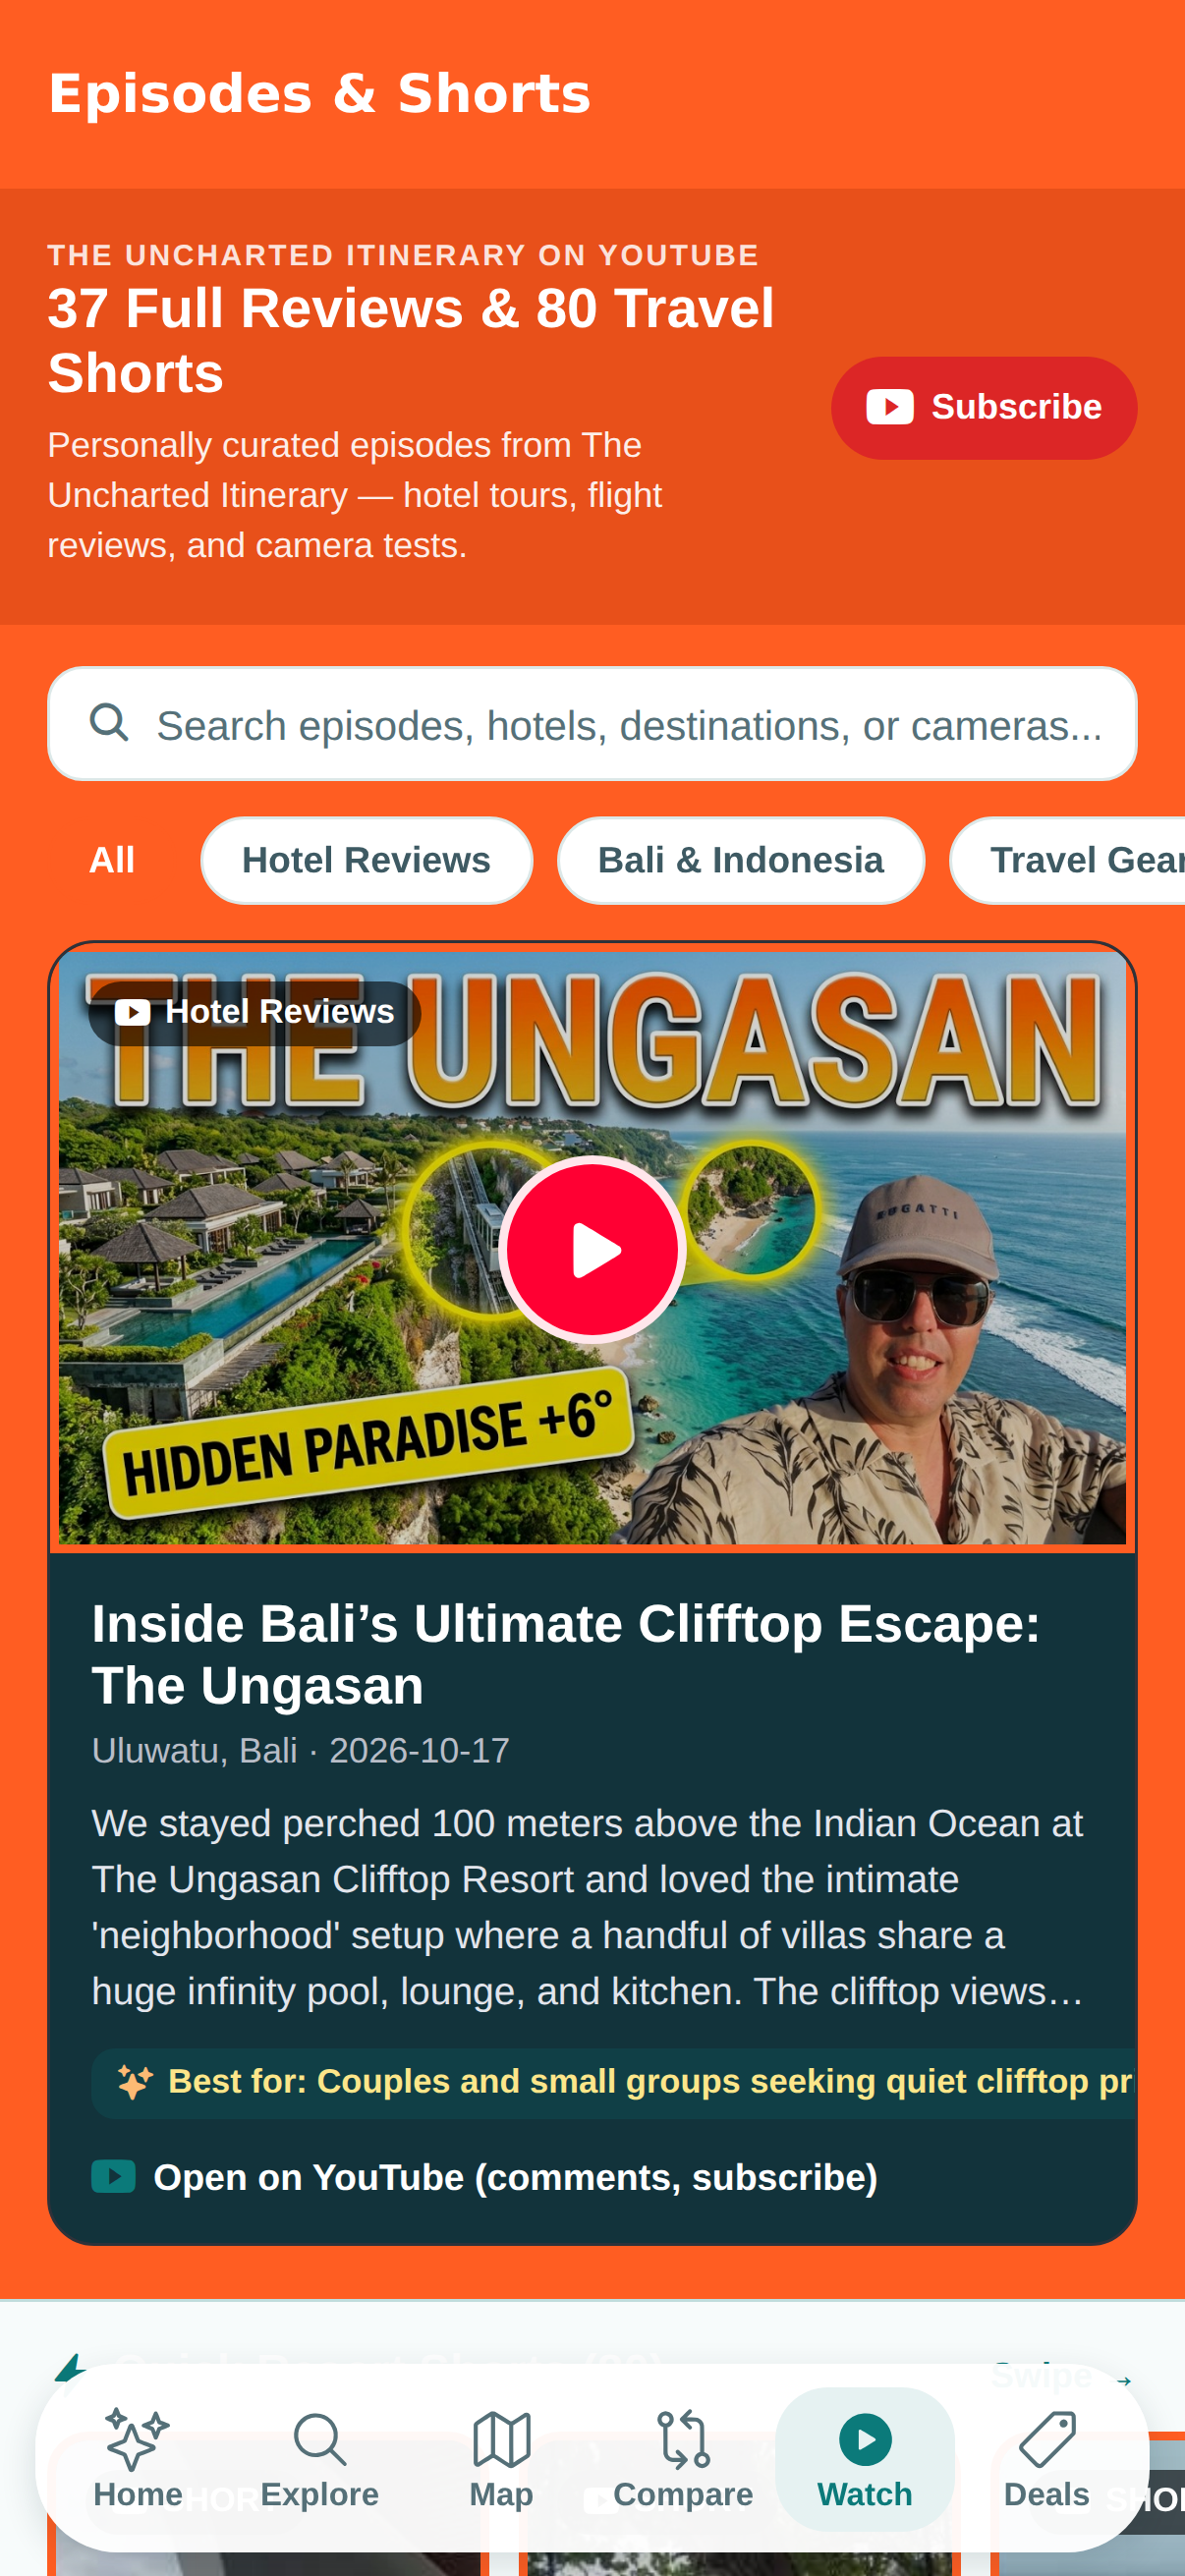 Episodes & Shorts
THE UNCHARTED ITINERARY ON YOUTUBE
37 Full Reviews & 80 Travel
Shorts
Personally curated episodes from The
Uncharted Itinerary — hotel tours, flight
reviews, and camera tests.
Subscribe
Search episodes, hotels, destinations, or cameras...
All
Hotel Reviews
Bali & Indonesia
Travel Gear
THE UNGASAN
Hotel Reviews
BUGATTI
HIDDEN PARADISE +6°
Inside Bali’s Ultimate Clifftop Escape:
The Ungasan
Uluwatu, Bali · 2026-10-17
We stayed perched 100 meters above the Indian Ocean at
The Ungasan Clifftop Resort and loved the intimate
'neighborhood' setup where a handful of villas share a
huge infinity pool, lounge, and kitchen. The clifftop views…
Best for: Couples and small groups seeking quiet clifftop pr
Open on YouTube (comments, subscribe)
Swipe →
Home
Explore
Map
Compare
Watch
Deals